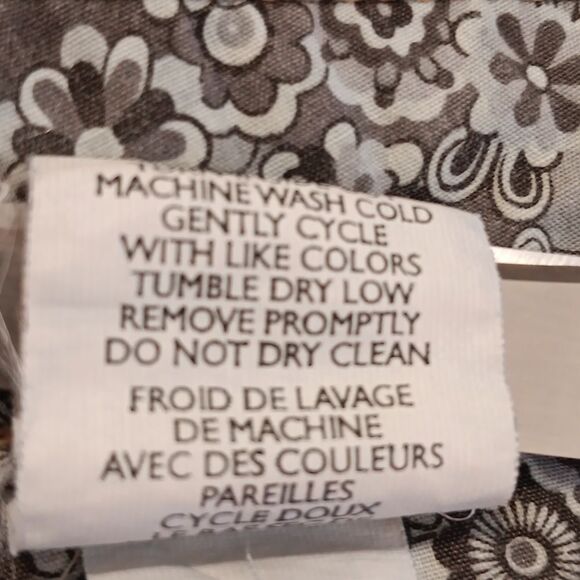 MACHINE WASH COLD
GENTLY CYCLE
WITH LIKE COLORS
TUMBLE DRY LOW
REMOVE PROMPTLY
DO NOT DRY CLEAN
FROID DE LAVAGE
DE MACHINE
AVEC DES COULEURS
PAREILLES
CYCLE DOUX